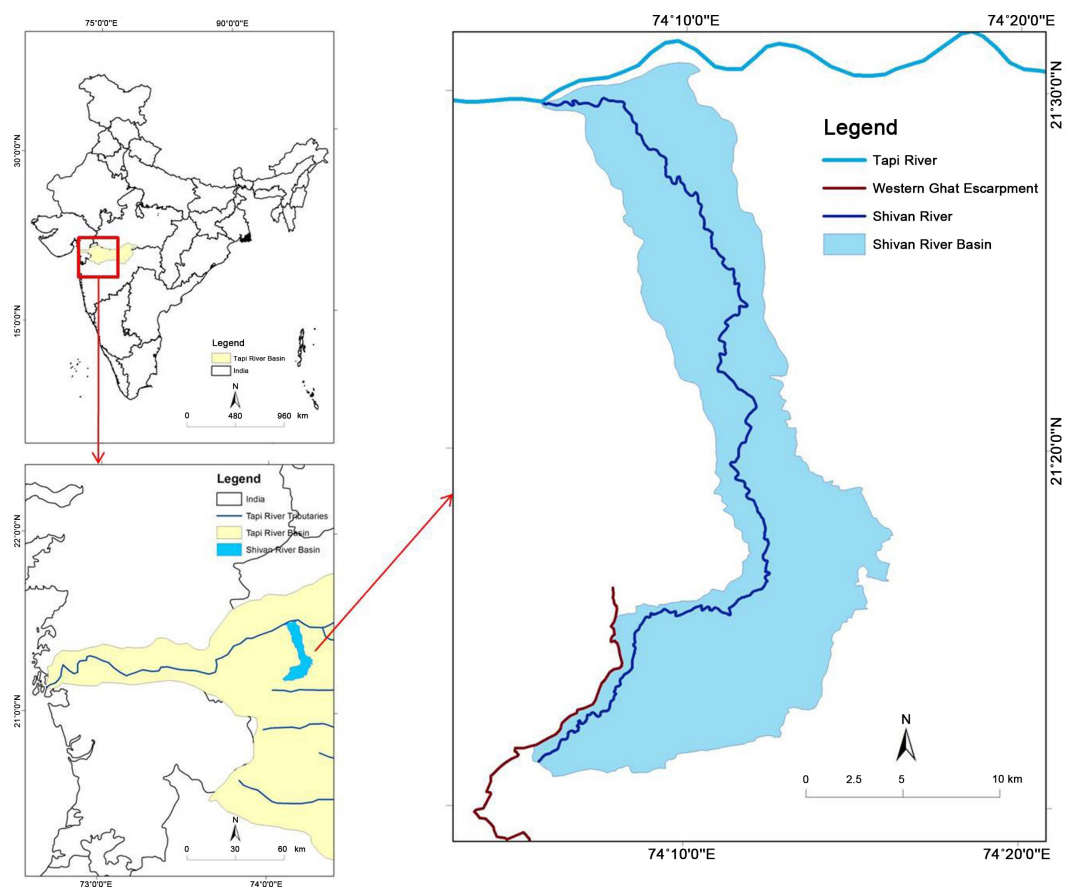 75°0'0"E 90°0'0"E
30°0'0"N
15°0'0"N
Legend
Tapi River Basin
India
N
0 480 960 km
Legend
India
Tapi River Tributaries
Tapi River Basin
Shivan River Basin
22°0'0"N
21°0'0"N
N
0 30 60 km
73°0'0"E 74°0'0"E
74°10'0"E 74°20'0"E
21°30'0"N
Legend
Tapi River
Western Ghat Escarpment
Shivan River
Shivan River Basin
21°20'0"N
N
0 2.5 5 10 km
74°10'0"E 74°20'0"E